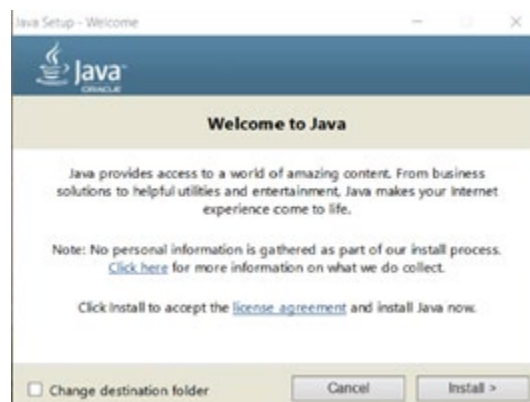 Java Setup - Welcome
Java
ORACLE
Welcome to Java
Java provides access to a world of amazing content. From business
solutions to helpful utilities and entertainment, Java makes your internet
experience come to life.
Note: No personal information is gathered as part of our install process.
Click here for more information on what we do collect.
Click Install to accept the license agreement and install Java now.
Change destination folder
Cancel
Install >